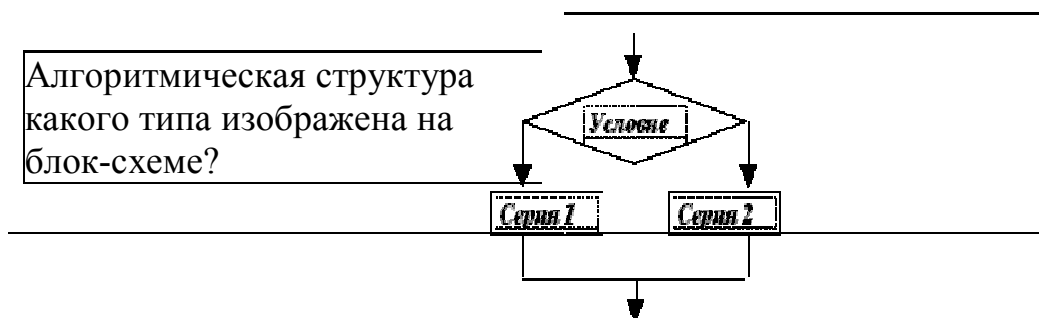 Алгоритмическая структура
какого типа изображена на
блок-схеме?
Условие
Серия 1
Серия 2